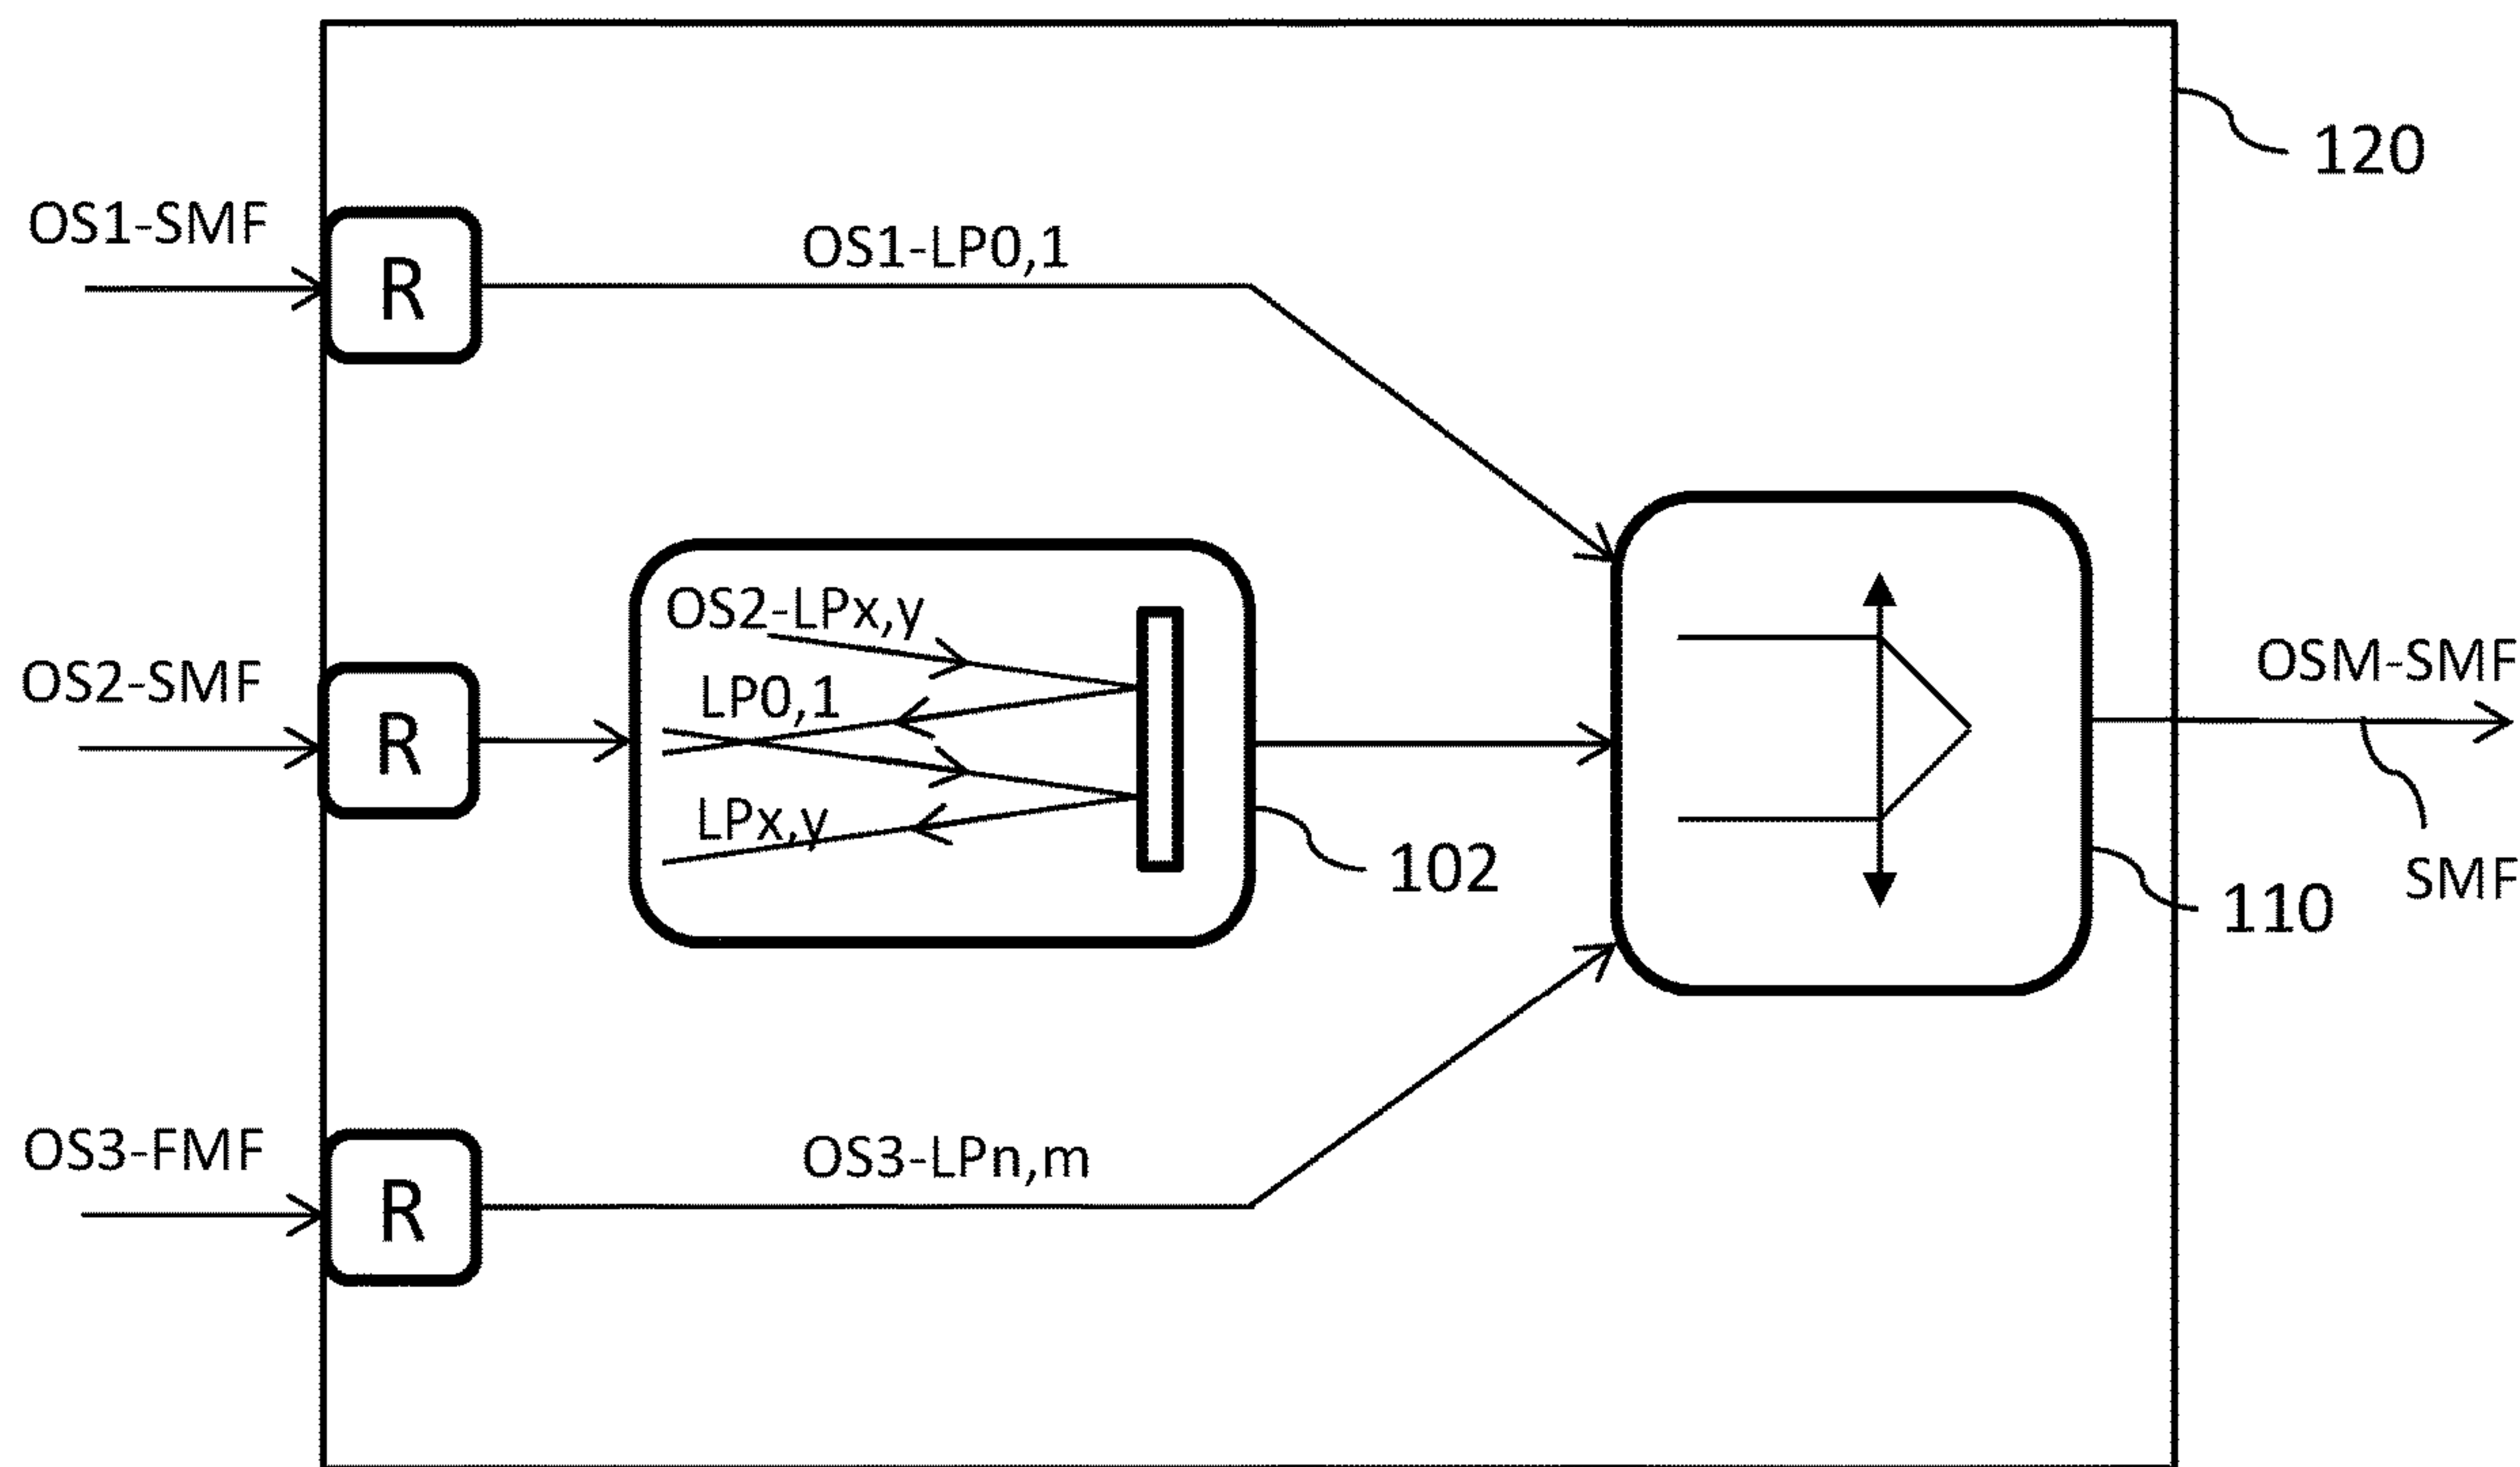 120
OS1-SMF
R
OS1-LP0,1
OS2-LPx,y
OS2-SMF
R
LP0,1
LPx,y
102
OSM-SMF
SMF
110
OS3-FMF
R
OS3-LPn,m